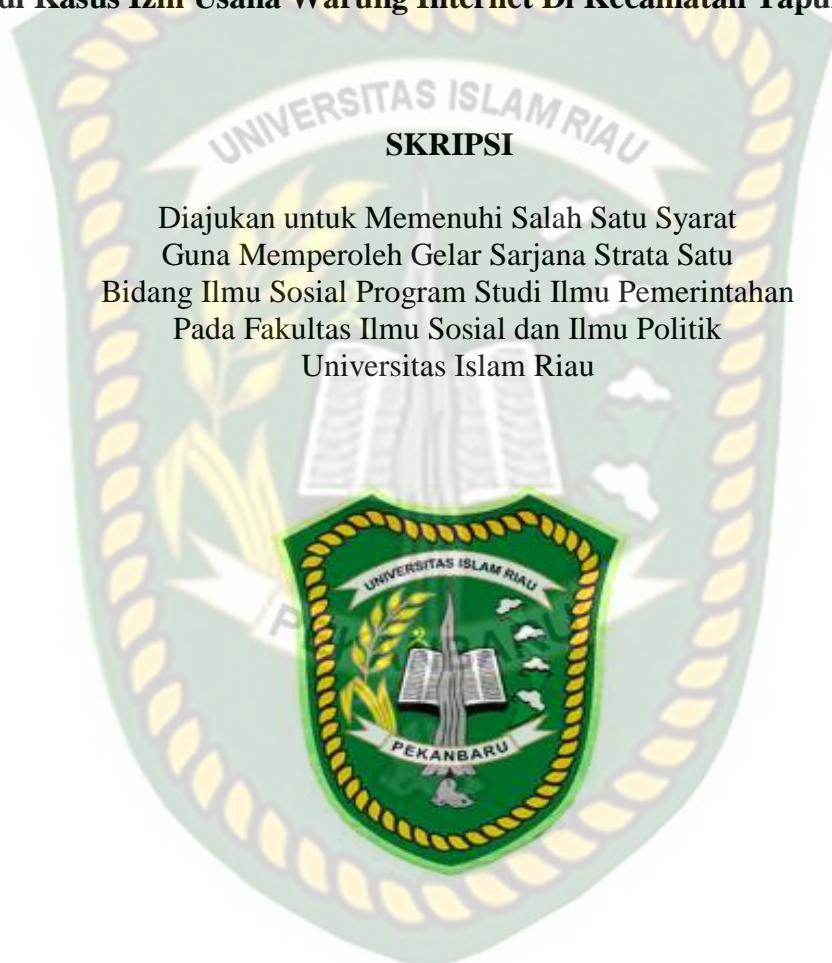 Kasus Izin Usaha Warung Internet Di Kecamatan
SKRIPSI
Diajukan untuk Memenuhi Salah Satu Syarat
Guna Memperoleh Gelar Sarjana Strata Satu
Bidang Ilmu Sosial Program Studi Ilmu Pemerintahan
Pada Fakultas Ilmu Sosial dan Ilmu Politik
Universitas Islam Riau
UNIVERSITAS ISLAM RIAU
UNIVERSITAS ISLAM RIAU
PEKANBARU
PEKANBARU